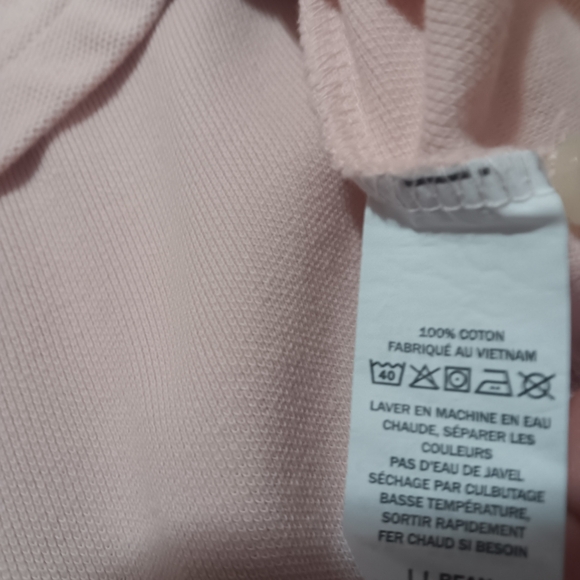 100% COTON
FABRIQUÉ AU VIETNAM
40
LAVER EN MACHINE EN EAU
CHAUDE, SÉPARER LES
COULEURS
PAS D'EAU DE JAVEL
SÉCHAGE PAR CULBUTAGE
BASSE TEMPÉRATURE,
SORTIR RAPIDEMENT
FER CHAUD SI BESOIN